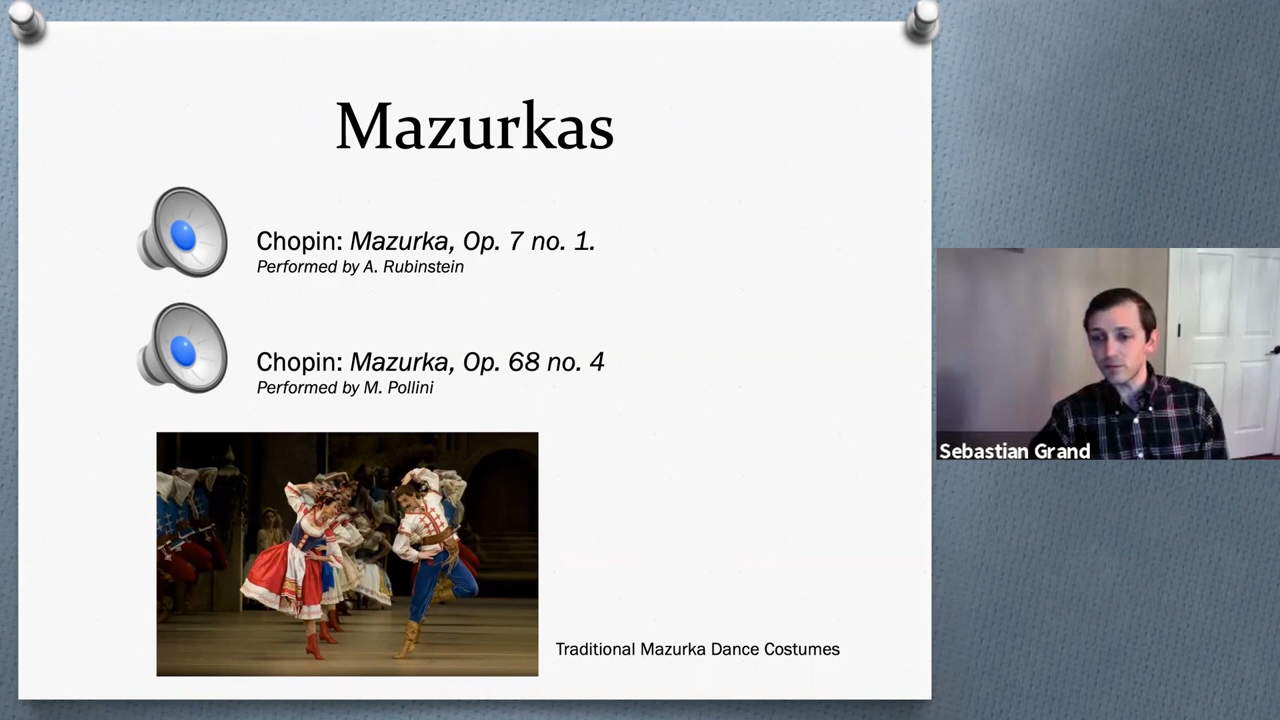 Mazurkas
Chopin: Mazurka, Op. 7 no. 1.
Performed by A. Rubinstein
Chopin: Mazurka, Op. 68 no. 4
Performed by M. Pollini
Traditional Mazurka Dance Costumes
Sebastian Grand